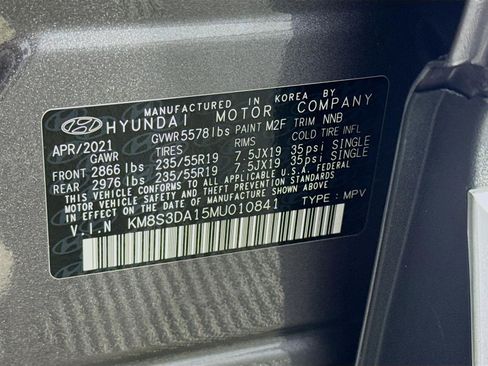 MANUFACTURED IN KOREA BY
HYUNDAI MOTOR COMPANY
APR/2021 GVWR 5578 lbs PAINT M2F TRIM NNB
GAWR TIRES RIMS COLD TIRE INFL
FRONT 2866 lbs 235/55R19 7.5JX19 35psi SINGLE
REAR 2976 lbs 235/55R19 7.5JX19 35psi SINGLE
THIS VEHICLE CONFORMS TO ALL APPLICABLE U.S.
FEDERAL MOTOR VEHICLE SAFETY, BUMPER, AND THEFT PREVENTION STANDARDS
IN EFFECT ON THE DATE OF MANUFACTURE SHOWN ABOVE.
V.I.N KM8S3DA15MU010841 TYPE : MPV